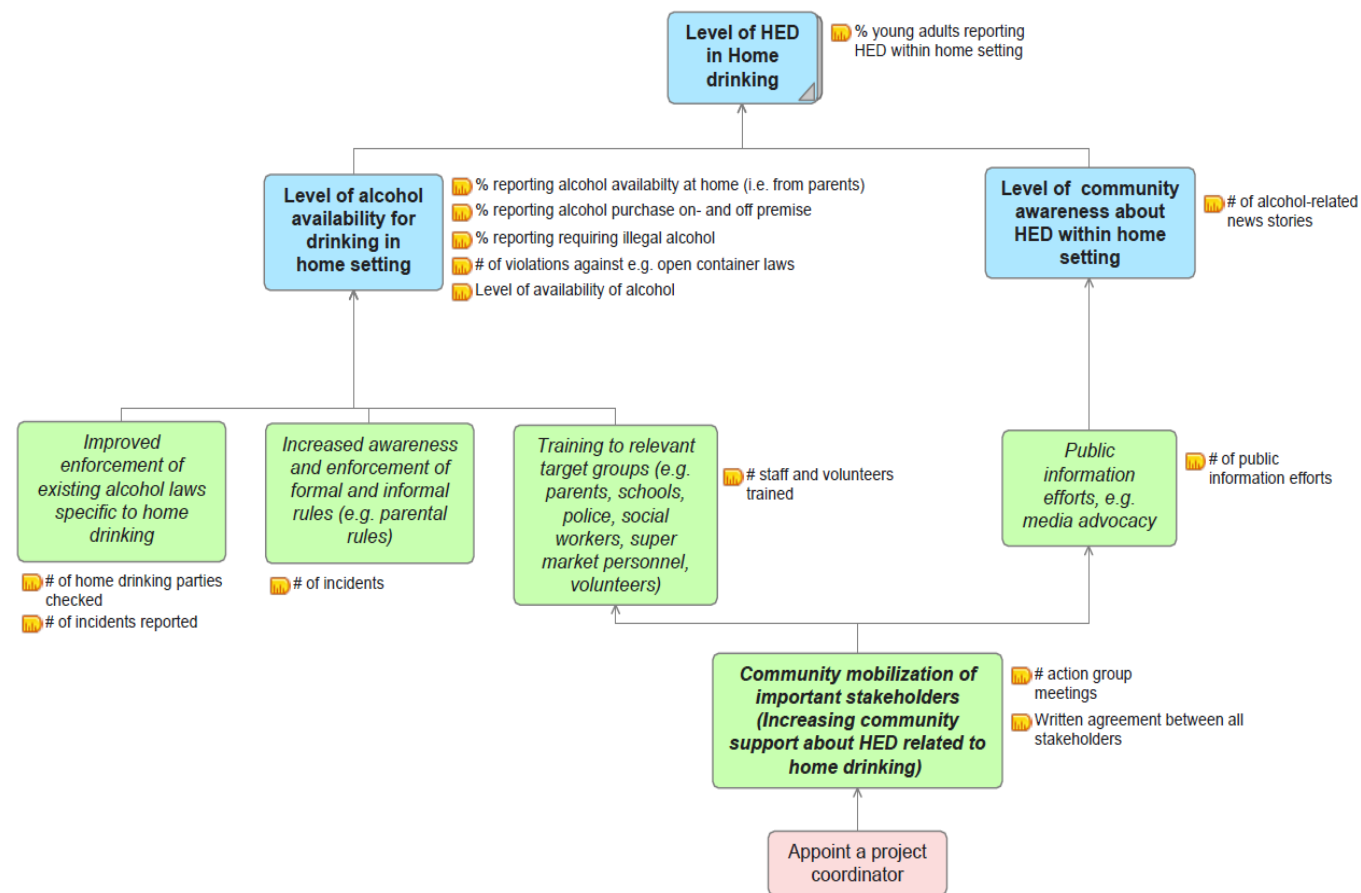 Level of HED
in Home
drinking
% young adults reporting
HED within home setting
Level of alcohol
availability for
drinking in
home setting
% reporting alcohol availabilty at home (i.e. from parents)
% reporting alcohol purchase on- and off premise
% reporting requiring illegal alcohol
# of violations against e.g. open container laws
Level of availability of alcohol
Level of community
awareness about
HED within home
setting
# of alcohol-related
news stories
Improved
enforcement of
existing alcohol laws
specific to home
drinking
# of home drinking parties
checked
# of incidents reported
Increased awareness
and enforcement of
formal and informal
rules (e.g. parental
rules)
# of incidents
Training to relevant
target groups (e.g.
parents, schools,
police, social
workers, super
market personnel,
volunteers)
# staff and volunteers
trained
Public
information
efforts, e.g.
media advocacy
# of public
information efforts
Community mobilization of
important stakeholders
(Increasing community
support about HED related to
home drinking)
# action group
meetings
Written agreement between all
stakeholders
Appoint a project
coordinator